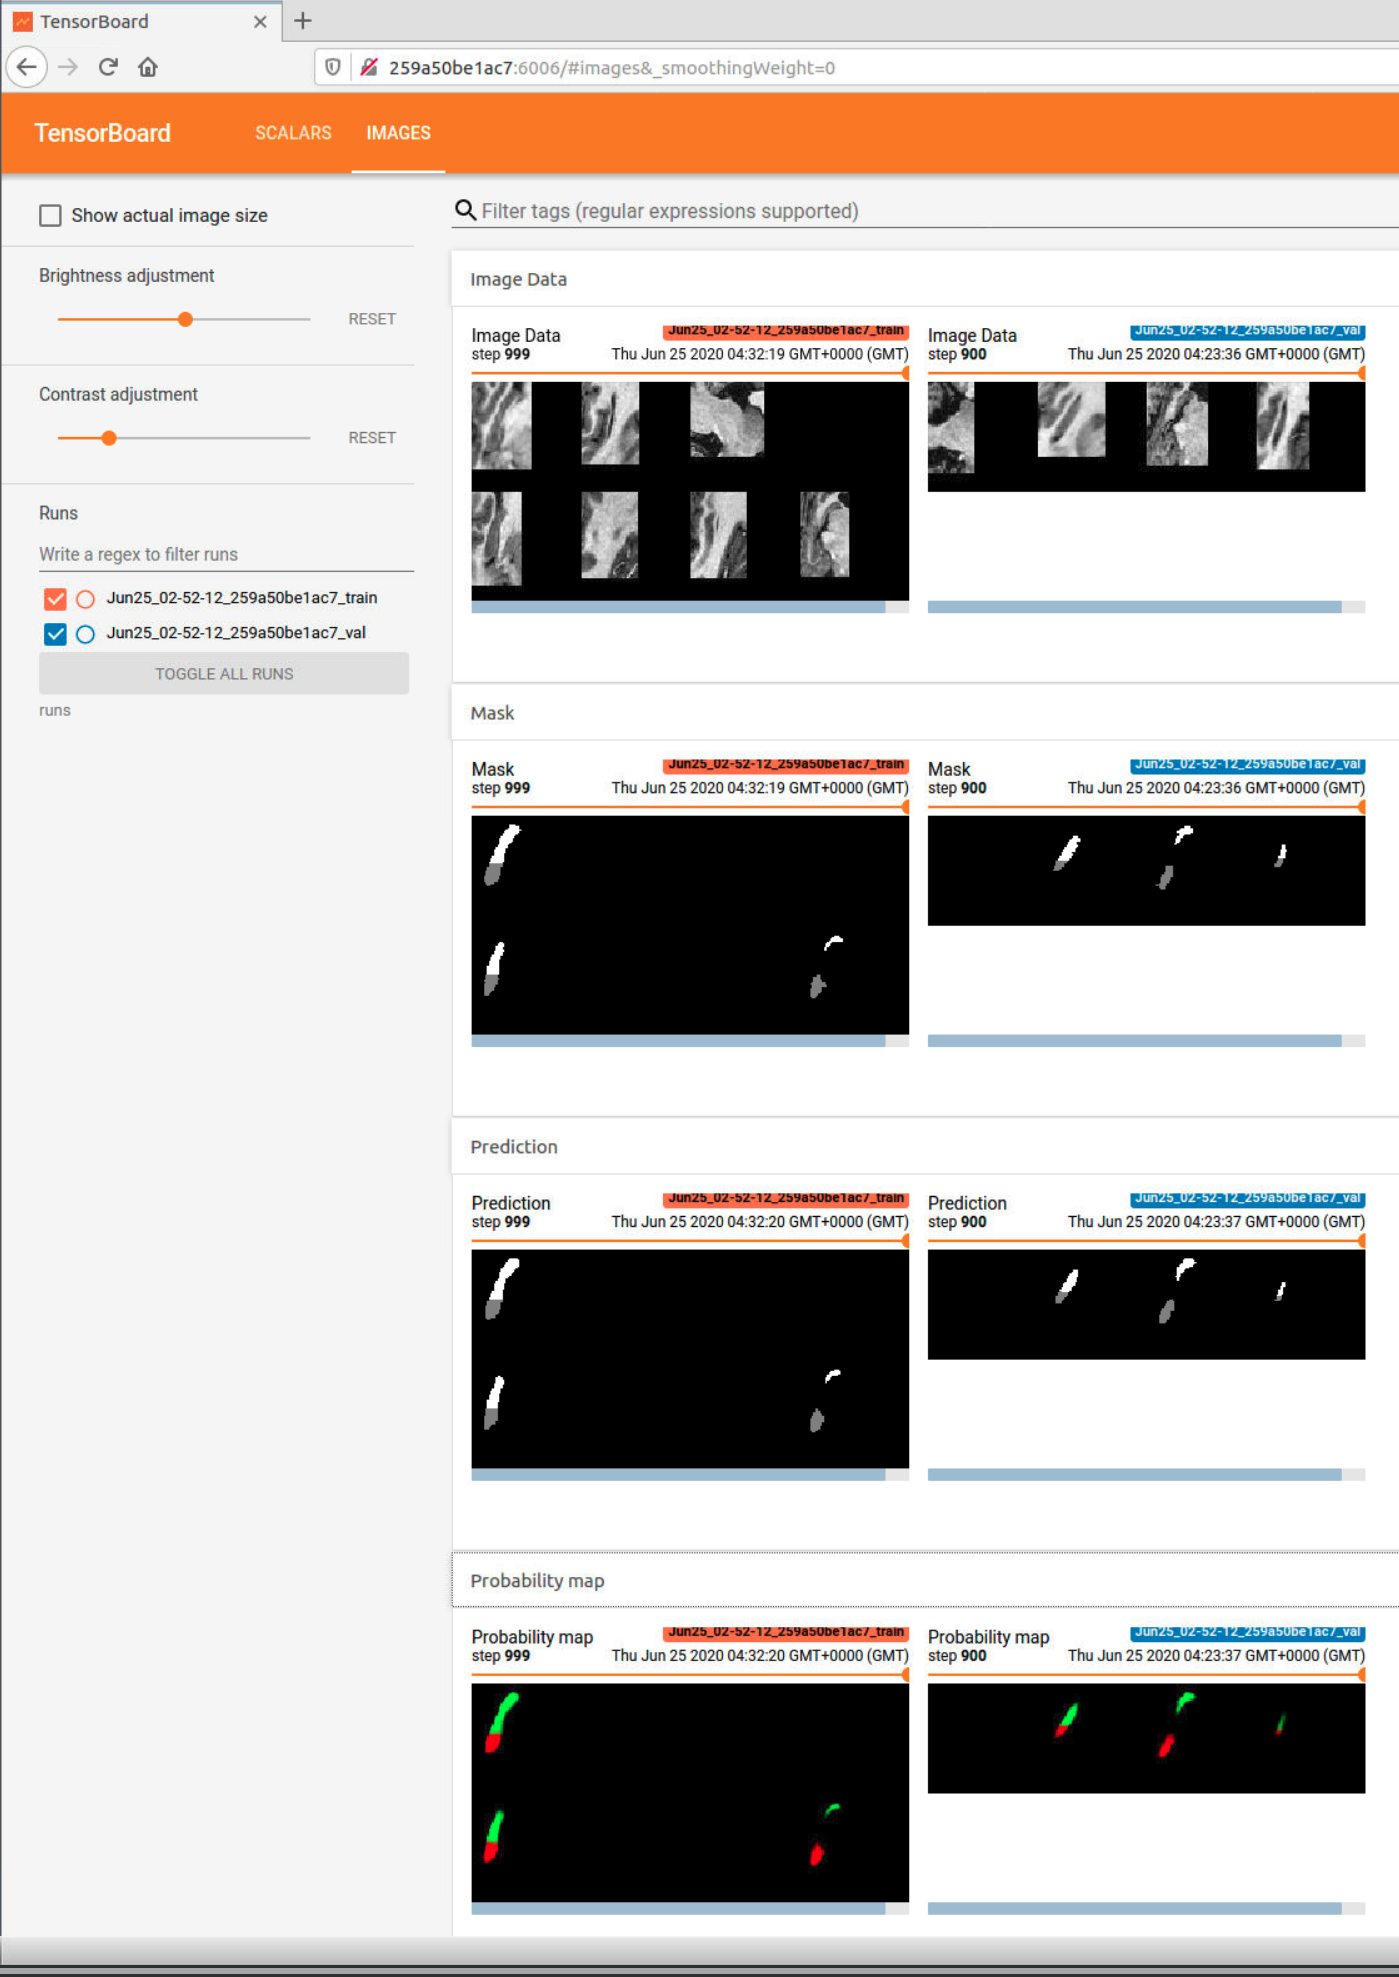 TensorBoard
259a50be1ac7:6006/#images&_smoothingWeight=0
TensorBoard SCALARS IMAGES
Show actual image size
Brightness adjustment
RESET
Contrast adjustment
RESET
Runs
Write a regex to filter runs
Jun25_02-52-12_259a50be1ac7_train
Jun25_02-52-12_259a50be1ac7_val
TOGGLE ALL RUNS
runs
Filter tags (regular expressions supported)
Image Data
Image Data Jun25_02-52-12_259a50be1ac7_train
step 999 Thu Jun 25 2020 04:32:19 GMT+0000 (GMT)
Image Data Jun25_02-52-12_259a50be1ac7_val
step 900 Thu Jun 25 2020 04:23:36 GMT+0000 (GMT)
Mask
Mask Jun25_02-52-12_259a50be1ac7_train
step 999 Thu Jun 25 2020 04:32:19 GMT+0000 (GMT)
Mask Jun25_02-52-12_259a50be1ac7_val
step 900 Thu Jun 25 2020 04:23:36 GMT+0000 (GMT)
Prediction
Prediction Jun25_02-52-12_259a50be1ac7_train
step 999 Thu Jun 25 2020 04:32:20 GMT+0000 (GMT)
Prediction Jun25_02-52-12_259a50be1ac7_val
step 900 Thu Jun 25 2020 04:23:37 GMT+0000 (GMT)
Probability map
Probability map Jun25_02-52-12_259a50be1ac7_train
step 999 Thu Jun 25 2020 04:32:20 GMT+0000 (GMT)
Probability map Jun25_02-52-12_259a50be1ac7_val
step 900 Thu Jun 25 2020 04:23:37 GMT+0000 (GMT)